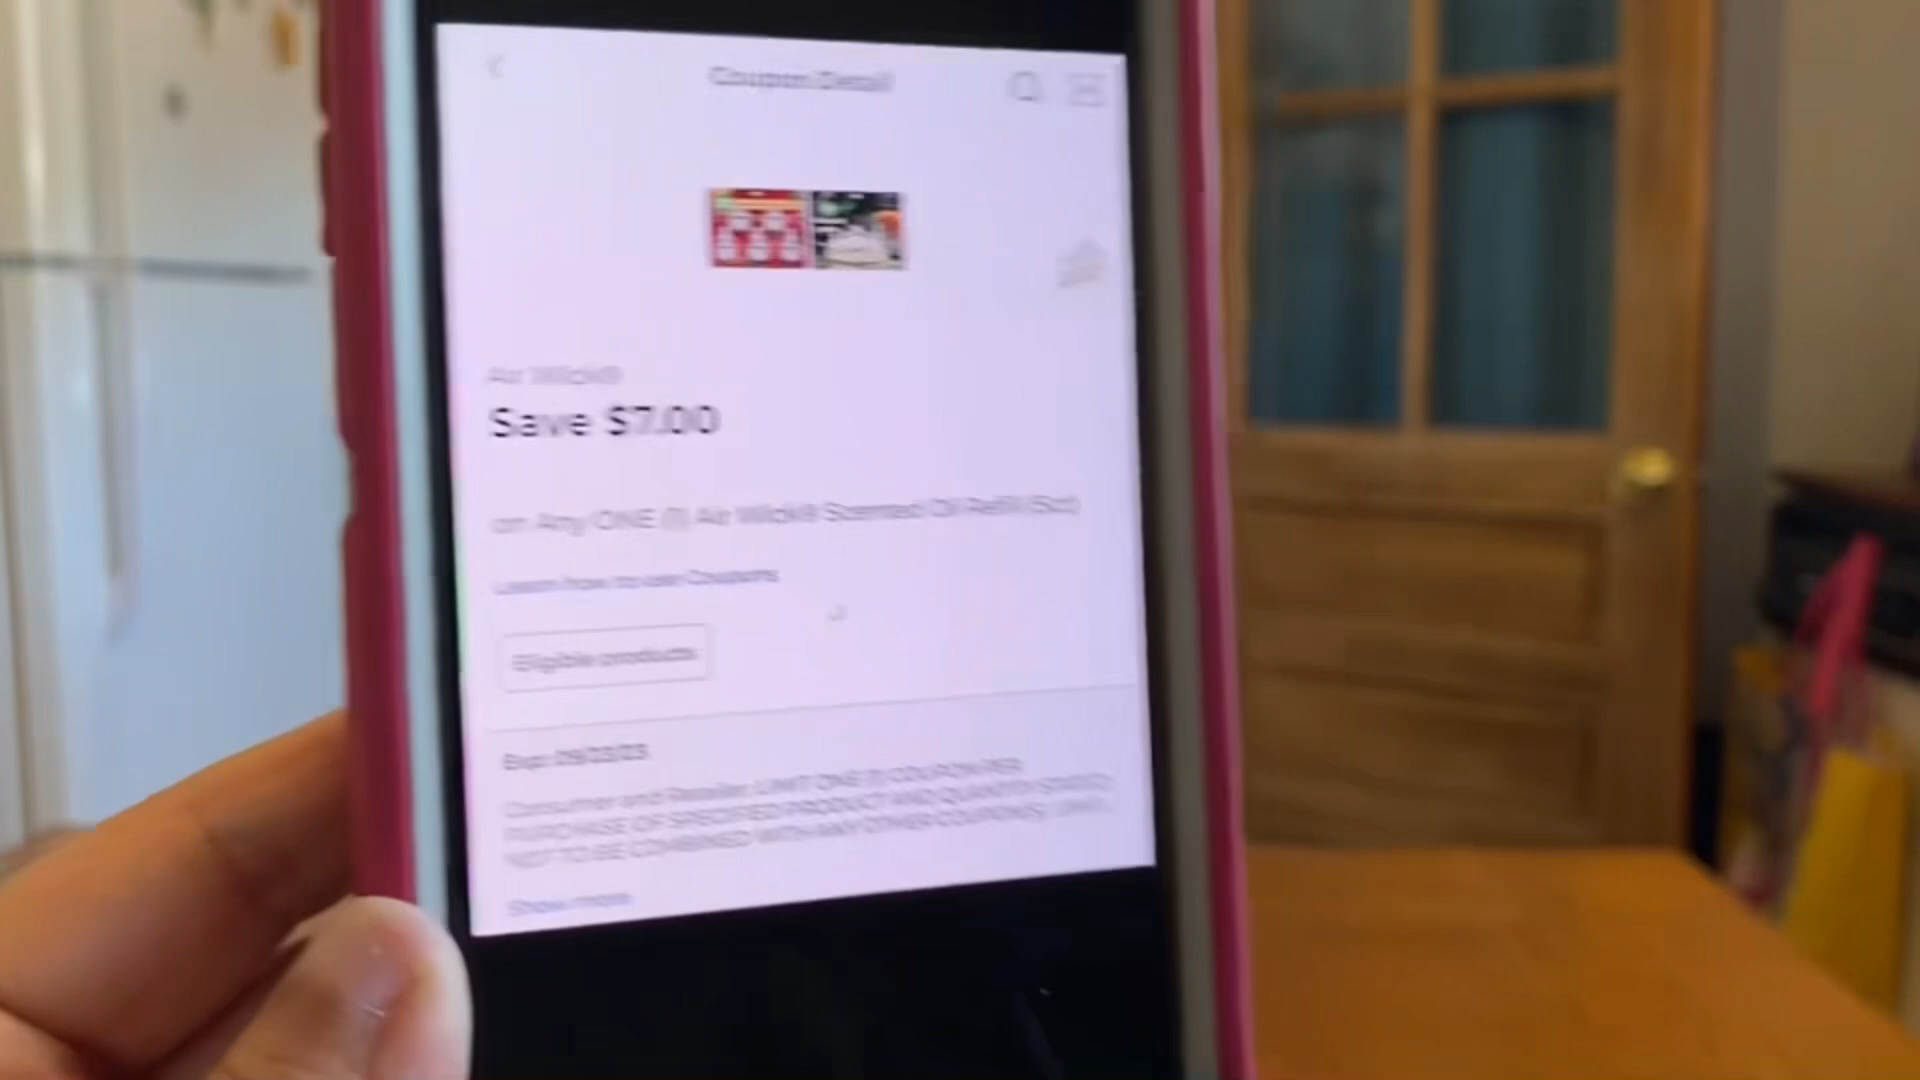 Coupon Detail
Air Wick®
Save $7.00
on Any ONE (1) Air Wick® Scented Oil Refill (5ct)
Learn how to use Coupons
Eligible products
Exp: 09/23/23
Consumer and Retailer: LIMIT ONE (1) COUPON PER
PURCHASE OF SPECIFIED PRODUCT AND QUANTITY STATED.
NOT TO BE COMBINED WITH ANY OTHER COUPON(S).
Show more